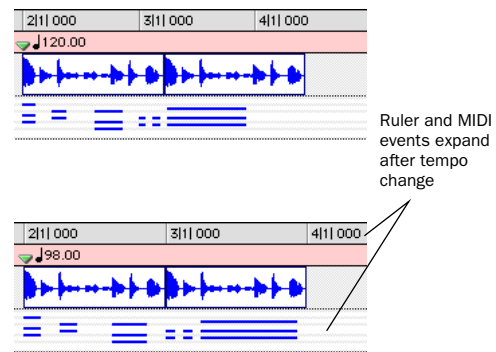 2|1| 000 3|1| 000 4|1| 000
120.00
Ruler and MIDI
events expand
after tempo
change
2|1| 000 3|1| 000 4|1| 000
98.00